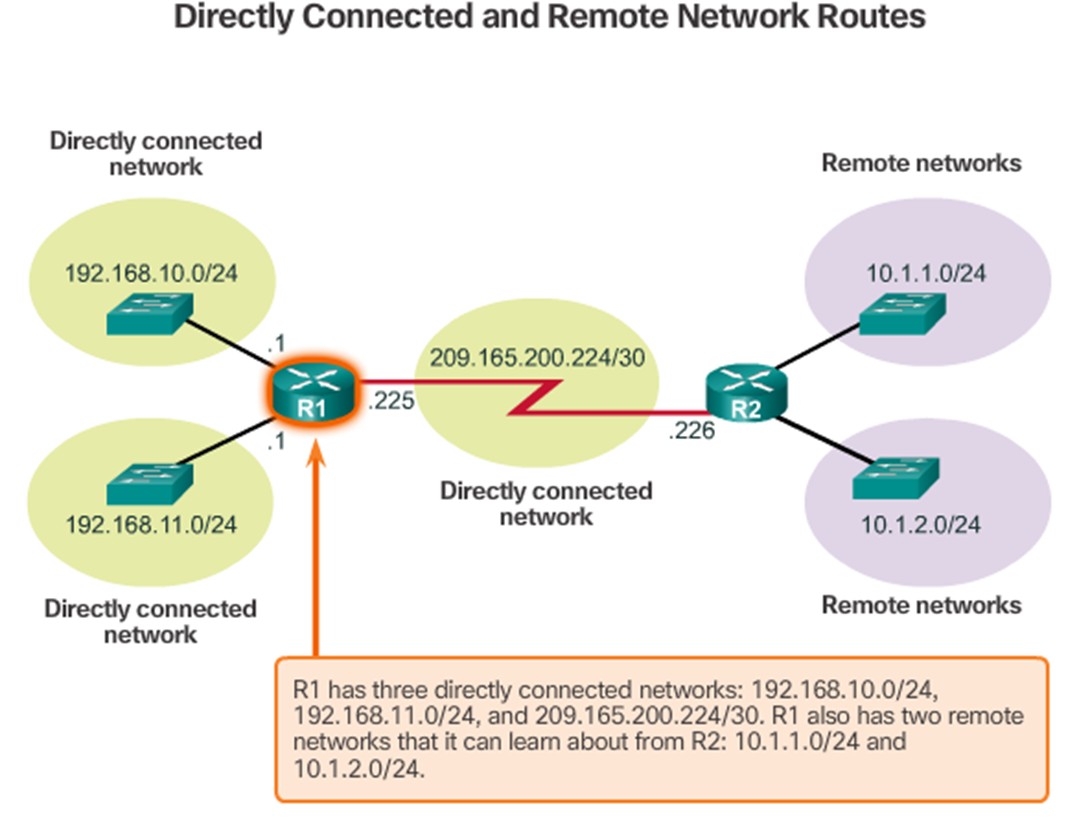 Directly Connected and Remote Network Routes
Directly connected
network
Remote networks
192.168.10.0/24
10.1.1.0/24
.1
209.165.200.224/30
R1
.225
R2
.226
.1
192.168.11.0/24
Directly connected
network
10.1.2.0/24
Directly connected
network
Remote networks
R1 has three directly connected networks: 192.168.10.0/24,
192.168.11.0/24, and 209.165.200.224/30. R1 also has two remote
networks that it can learn about from R2: 10.1.1.0/24 and
10.1.2.0/24.